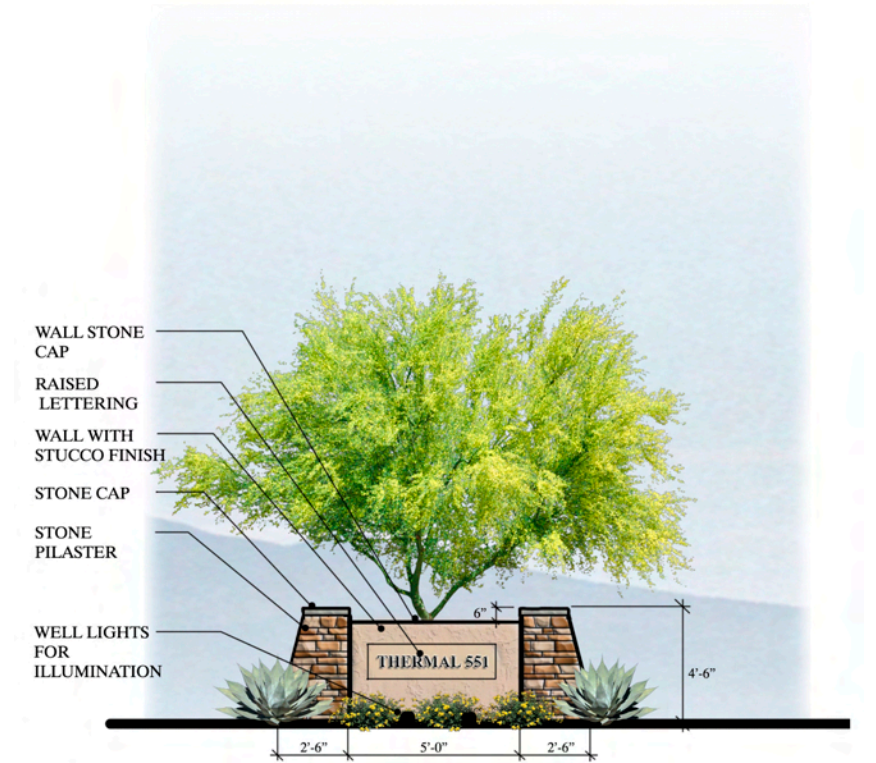 WALL STONE
CAP
RAISED
LETTERING
WALL WITH
STUCCO FINISH
STONE CAP
STONE
PILASTER
WELL LIGHTS
FOR
ILLUMINATION
6”
THERMAL 551
4’-6”
2’-6”
5’-0”
2’-6”